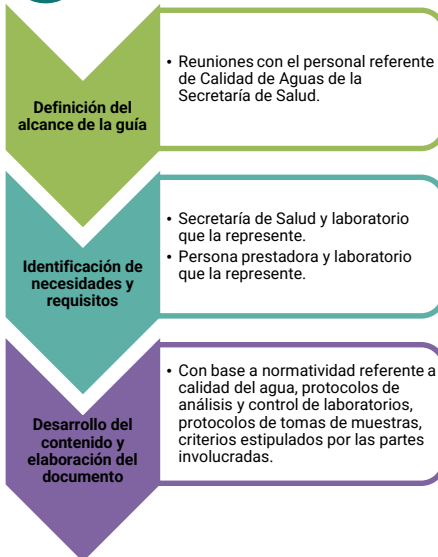 Definición del
alcance de la guía
• Reuniones con el personal referente
de Calidad de Aguas de la
Secretaría de Salud.
Identificación de
necesidades y
requisitos
• Secretaría de Salud y laboratorio
que la represente.
• Persona prestadora y laboratorio
que la represente.
Desarrollo del
contenido y
elaboración del
documento
• Con base a normatividad referente a
calidad del agua, protocolos de
análisis y control de laboratorios,
protocolos de tomas de muestras,
criterios estipulados por las partes
involucradas.